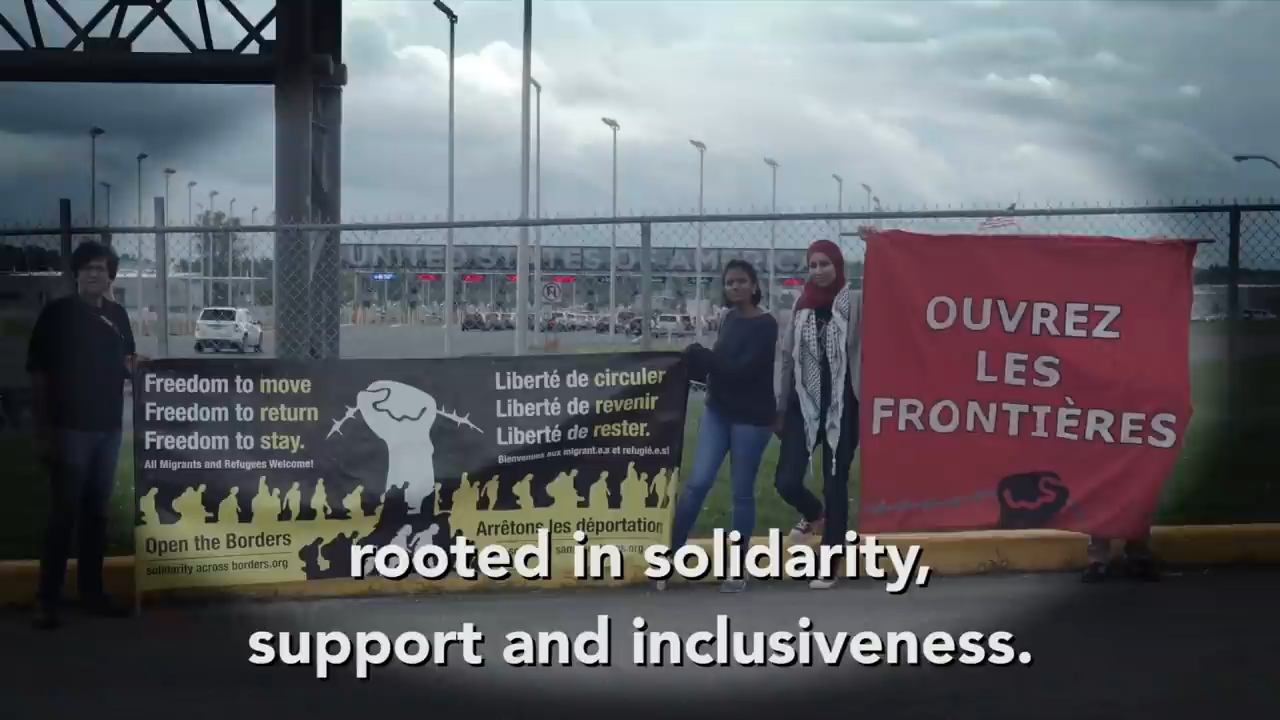 UNITED STATES OF AMERICA
Freedom to move
Freedom to return
Freedom to stay.
All Migrants and Refugees Welcome!
Open the Borders
solidarity across borders.org
Liberté de circuler
Liberté de revenir
Liberté de rester.
Bienvenues aux migrant.e.s et refugié.e.s!
Arrêtons les déportation
OUVREZ
LES
FRONTIÈRES
rooted in solidarity,
support and inclusiveness.